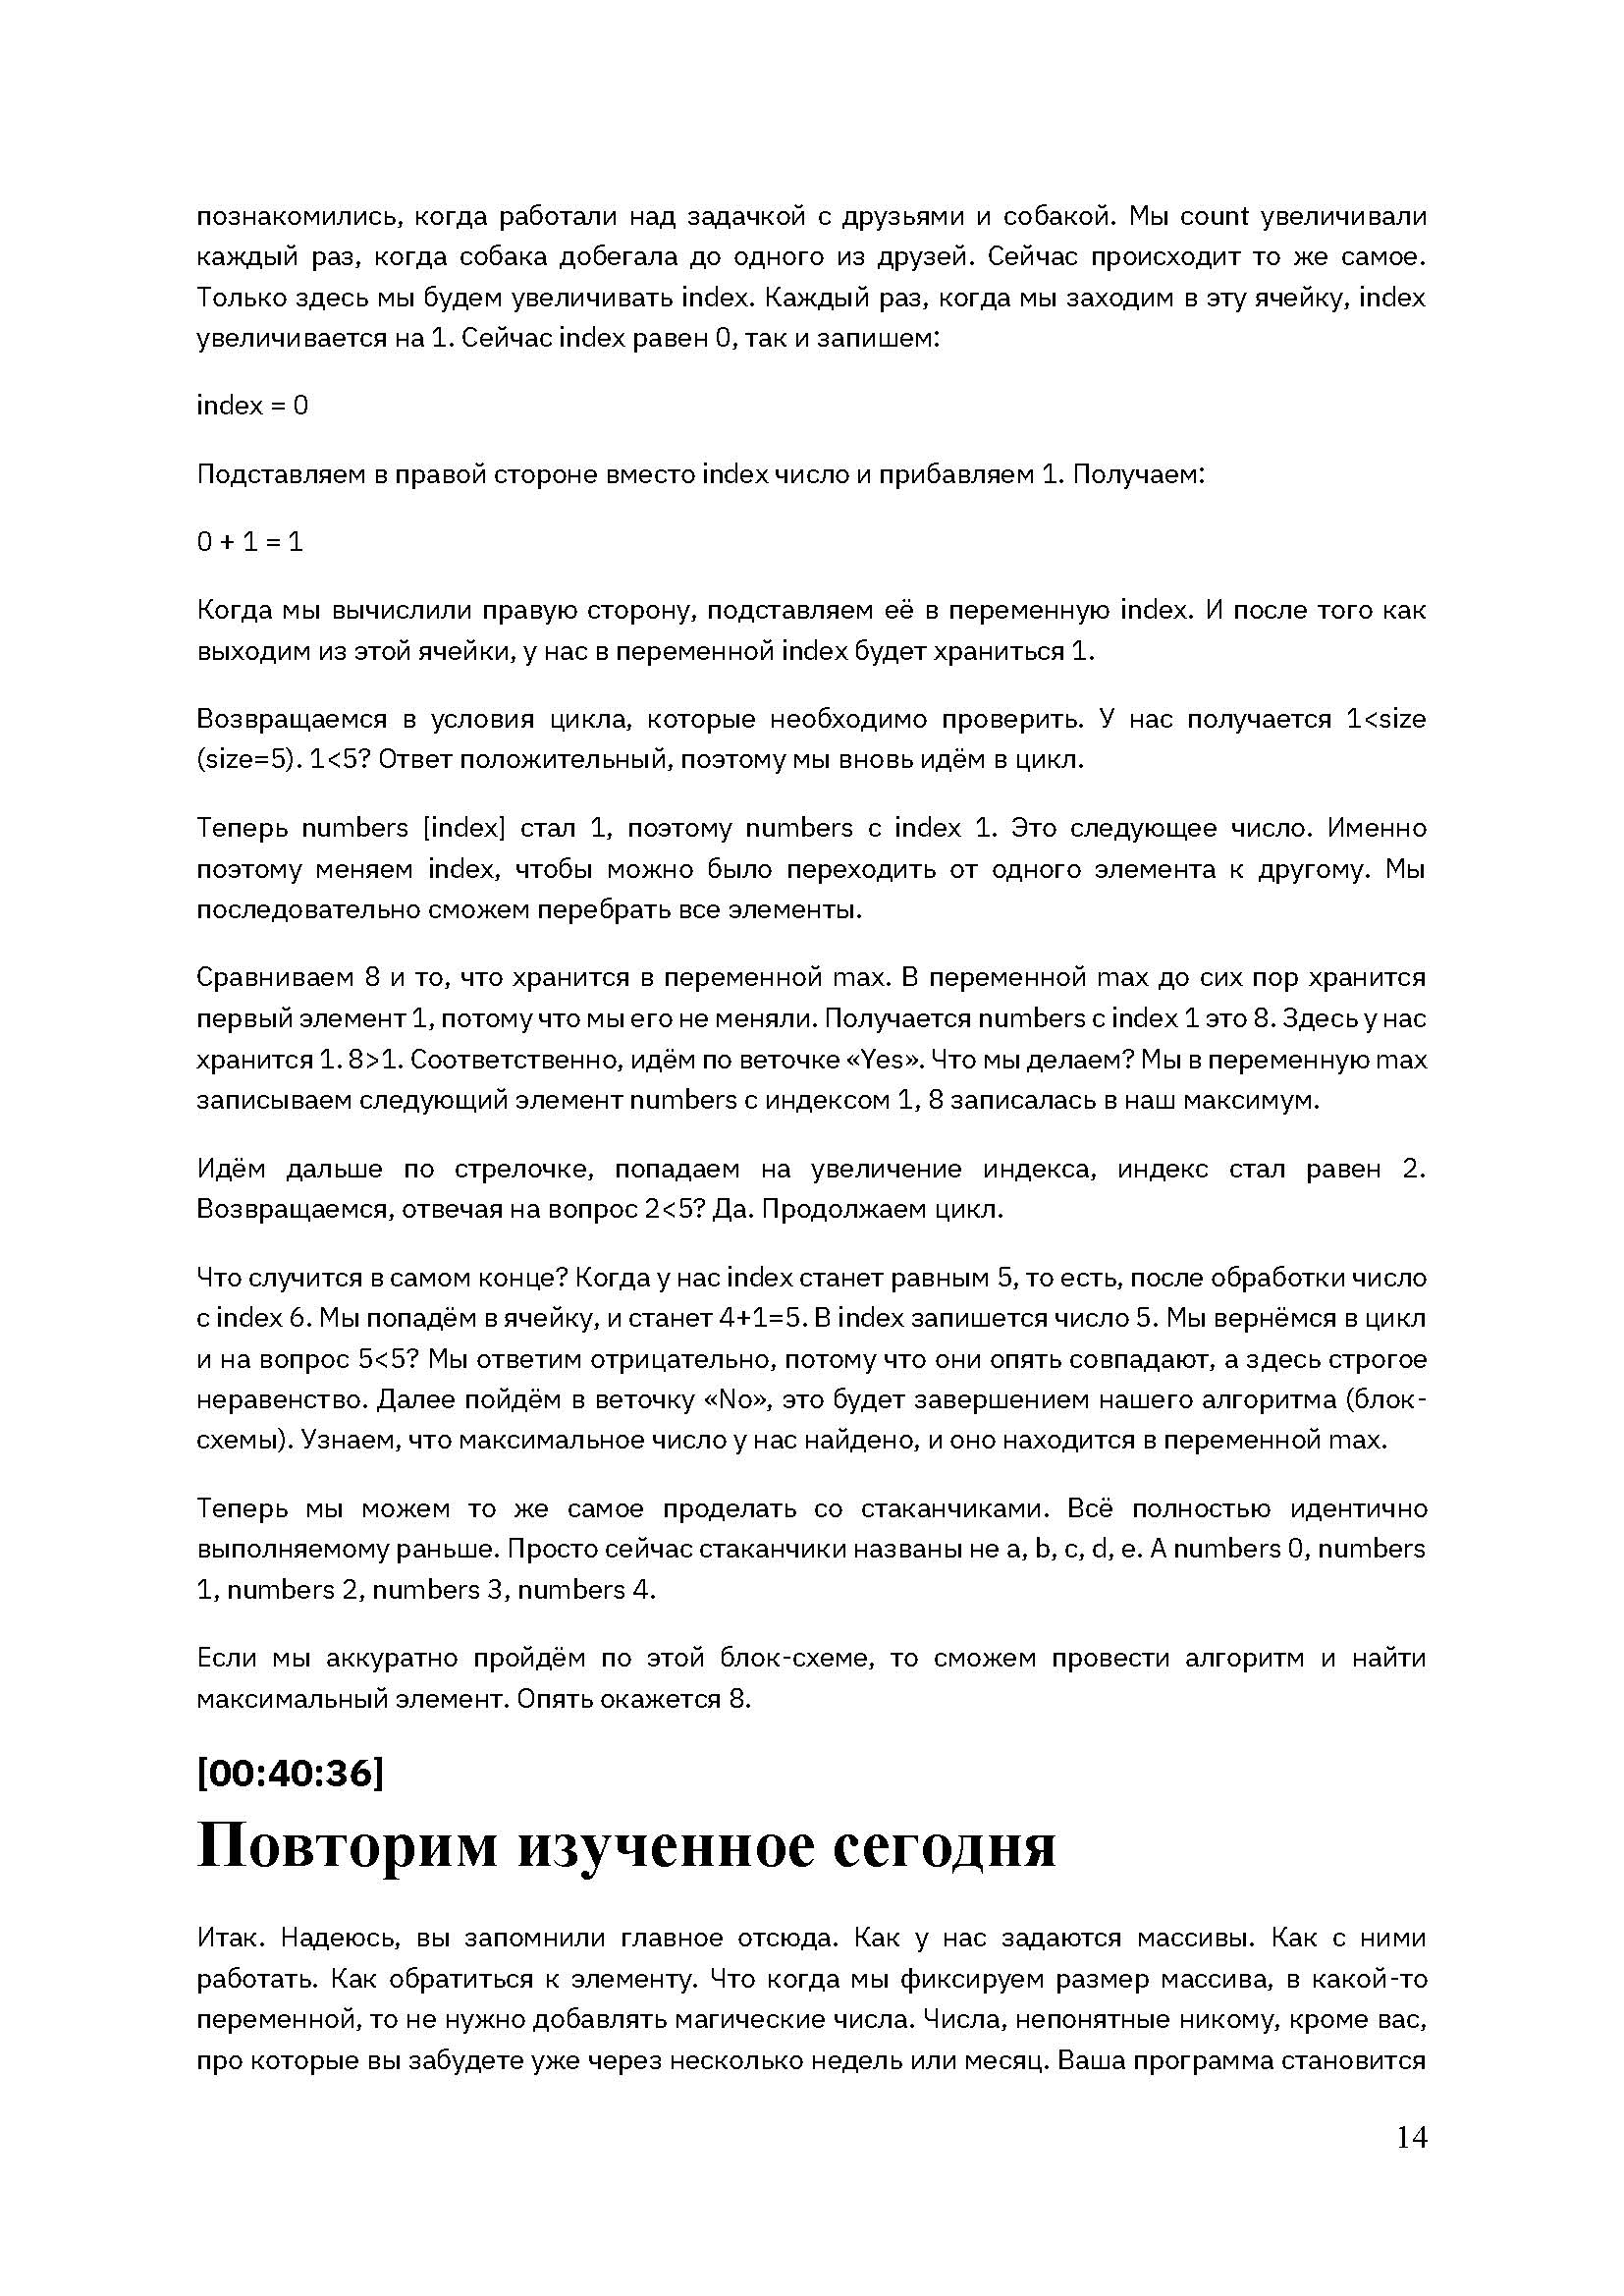 познакомились, когда работали над задачкой с друзьями и собакой. Мы count увеличивали
каждый раз, когда собака добегала до одного из друзей. Сейчас происходит то же самое.
Только здесь мы будем увеличивать index. Каждый раз, когда мы заходим в эту ячейку, index
увеличивается на 1. Сейчас index равен 0, так и запишем:
index = 0
Подставляем в правой стороне вместо index число и прибавляем 1. Получаем:
0 + 1 = 1
Когда мы вычислили правую сторону, подставляем её в переменную index. И после того как
выходим из этой ячейки, у нас в переменной index будет храниться 1.
Возвращаемся в условия цикла, которые необходимо проверить. У нас получается 1<size
(size=5). 1<5? Ответ положительный, поэтому мы вновь идём в цикл.
Теперь numbers [index] стал 1, поэтому numbers с index 1. Это следующее число. Именно
поэтому меняем index, чтобы можно было переходить от одного элемента к другому. Мы
последовательно сможем перебрать все элементы.
Сравниваем 8 и то, что хранится в переменной max. В переменной max до сих пор хранится
первый элемент 1, потому что мы его не меняли. Получается numbers с index 1 это 8. Здесь у нас
хранится 1. 8>1. Соответственно, идём по веточке «Yes». Что мы делаем? Мы в переменную max
записываем следующий элемент numbers с индексом 1, 8 записалась в наш максимум.
Идём дальше по стрелочке, попадаем на увеличение индекса, индекс стал равен 2.
Возвращаемся, отвечая на вопрос 2<5? Да. Продолжаем цикл.
Что случится в самом конце? Когда у нас index станет равным 5, то есть, после обработки число
с index 6. Мы попадём в ячейку, и станет 4+1=5. В index запишется число 5. Мы вернёмся в цикл
и на вопрос 5<5? Мы ответим отрицательно, потому что они опять совпадают, а здесь строгое
неравенство. Далее пойдём в веточку «No», это будет завершением нашего алгоритма (блок-
схемы). Узнаем, что максимальное число у нас найдено, и оно находится в переменной max.
Теперь мы можем то же самое проделать со стаканчиками. Всё полностью идентично
выполняемому раньше. Просто сейчас стаканчики названы не a, b, c, d, e. А numbers 0, numbers
1, numbers 2, numbers 3, numbers 4.
Если мы аккуратно пройдём по этой блок-схеме, то сможем провести алгоритм и найти
максимальный элемент. Опять окажется 8.
[00:40:36]
Повторим изученное сегодня
Итак. Надеюсь, вы запомнили главное отсюда. Как у нас задаются массивы. Как с ними
работать. Как обратиться к элементу. Что когда мы фиксируем размер массива, в какой-то
переменной, то не нужно добавлять магические числа. Числа, непонятные никому, кроме вас,
про которые вы забудете уже через несколько недель или месяц. Ваша программа становится
14